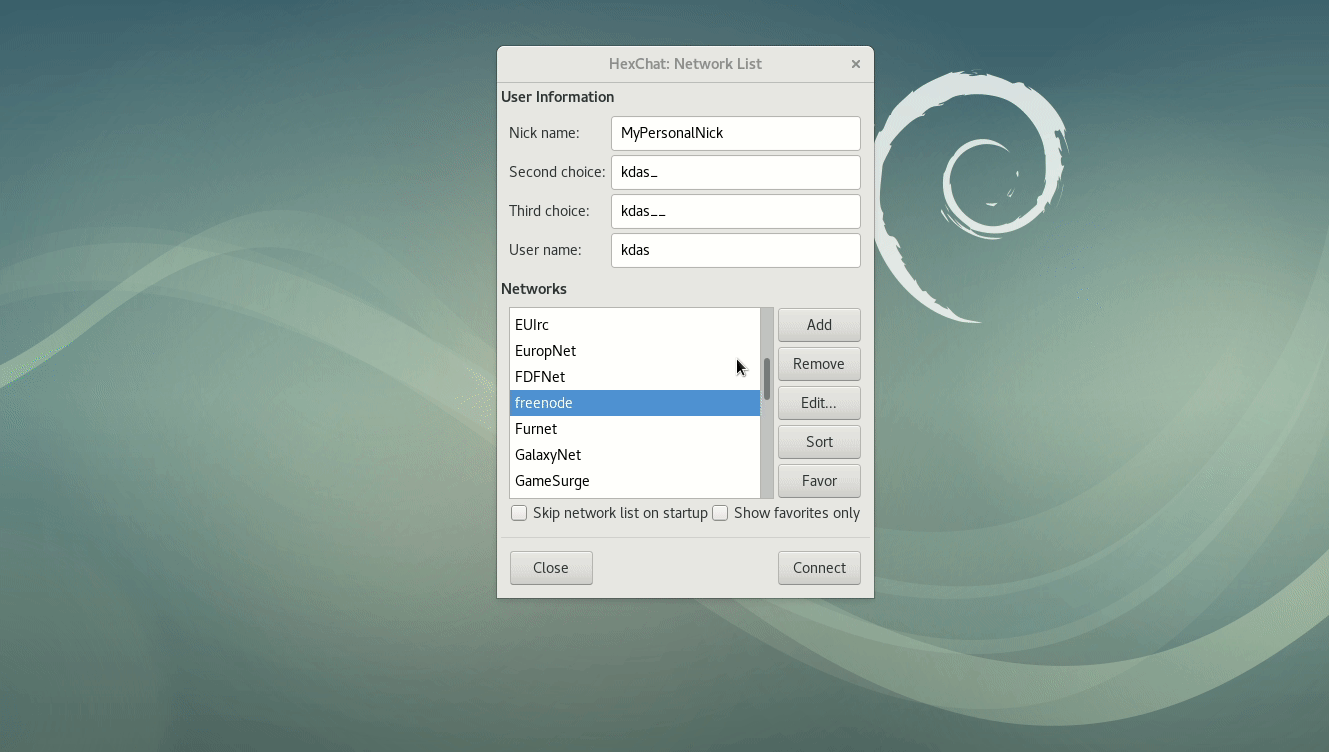 HexChat: Network List ×
User Information
Nick name: MyPersonalNick
Second choice: kdas_
Third choice: kdas__
User name: kdas
Networks
EUIrc
EuropNet
FDFNet
freenode
Furnet
GalaxyNet
GameSurge
Add
Remove
Edit...
Sort
Favor
Skip network list on startup Show favorites only
Close Connect